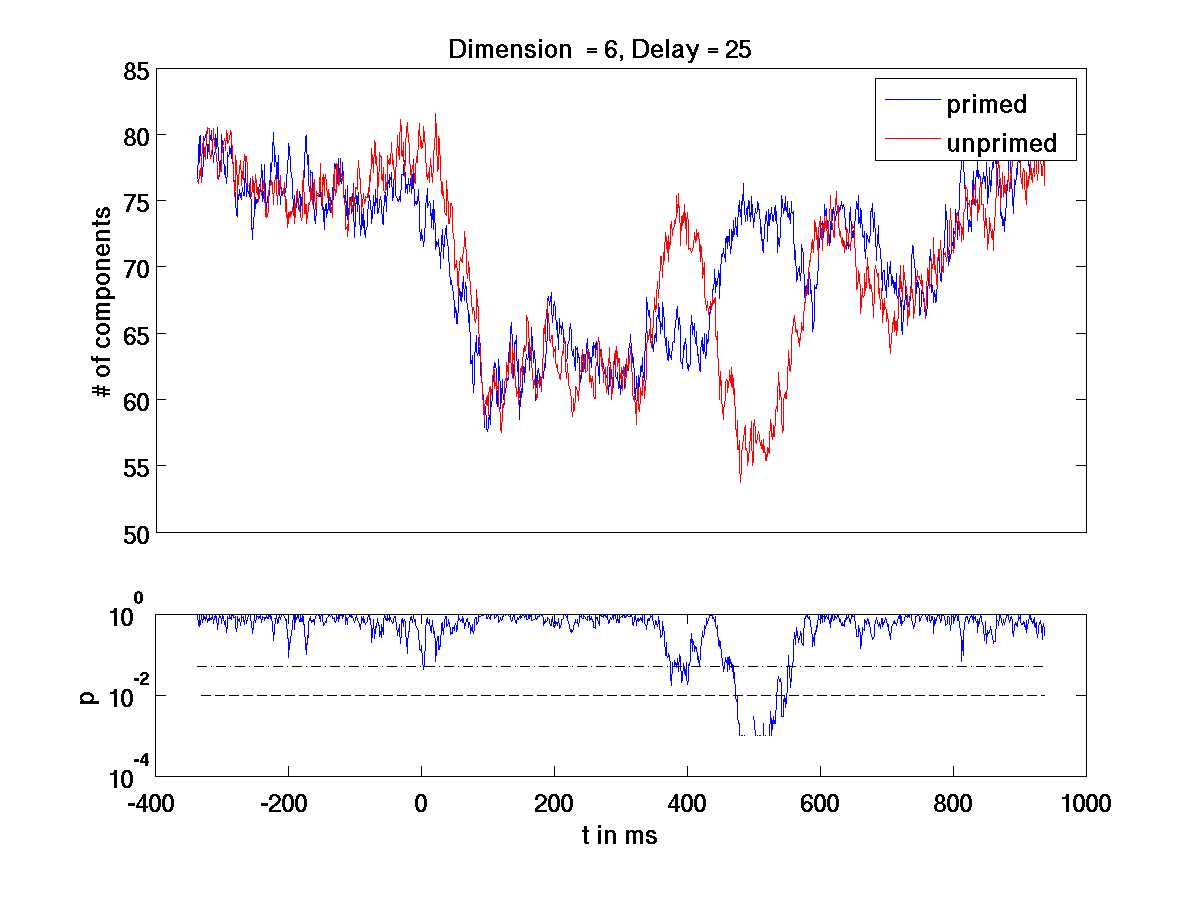 Dimension = 6, Delay = 25
85
80
75
70
65
60
55
50
# of components
primed
unprimed
10^0
10^-2
10^-4
p
-400 -200 0 200 400 600 800 1000
t in ms